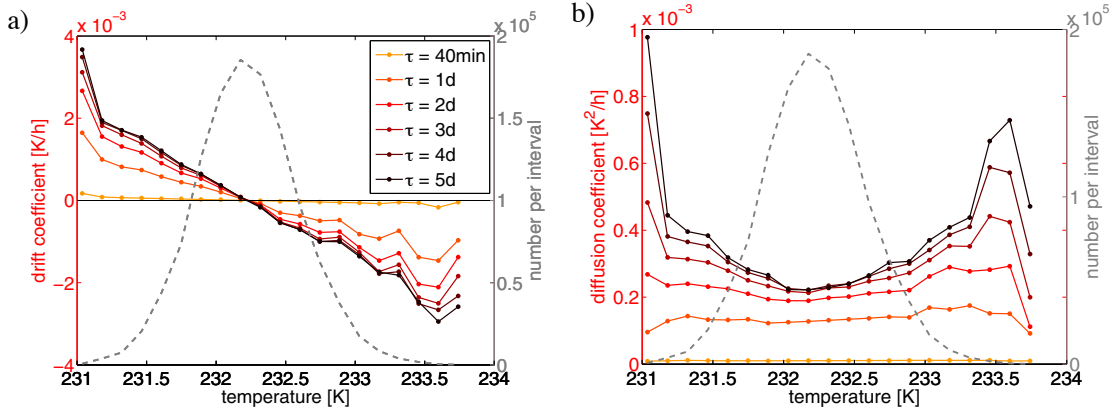 a)
x 10⁻³
x 10⁵
4
2
0
−2
−4
drift coefficient [K/h]
τ = 40min
τ = 1d
τ = 2d
τ = 3d
τ = 4d
τ = 5d
2
1.5
1
0.5
0
number per interval
231
231.5
232
232.5
233
233.5
234
temperature [K]
b)
x 10⁻³
x 10⁵
1
0.8
0.6
0.4
0.2
0
diffusion coefficient [K²/h]
2
1
0
number per interval
231
231.5
232
232.5
233
233.5
234
temperature [K]